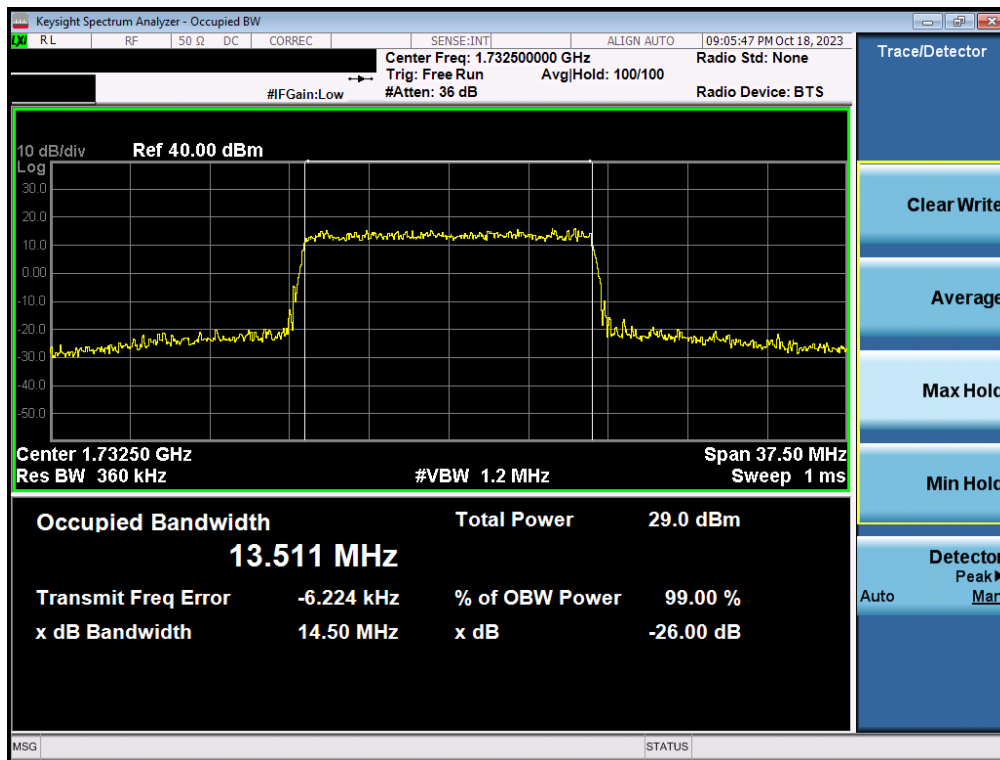 Keysight Spectrum Analyzer - Occupied BW
LXI RL RF 50 Ω DC CORREC SENSE:INT ALIGN AUTO 09:05:47 PM Oct 18, 2023
Center Freq: 1.732500000 GHz Radio Std: None
Trig: Free Run Avg|Hold: 100/100
#IFGain:Low #Atten: 36 dB Radio Device: BTS
Trace/Detector
10 dB/div Ref 40.00 dBm
Log
30.0
20.0
10.0
0.00
-10.0
-20.0
-30.0
-40.0
-50.0
Center 1.73250 GHz Span 37.50 MHz
Res BW 360 kHz #VBW 1.2 MHz Sweep 1 ms
Occupied Bandwidth Total Power 29.0 dBm
13.511 MHz
Transmit Freq Error -6.224 kHz % of OBW Power 99.00 %
x dB Bandwidth 14.50 MHz x dB -26.00 dB
Clear Write
Average
Max Hold
Min Hold
Detector
Peak
Auto Man
MSG STATUS